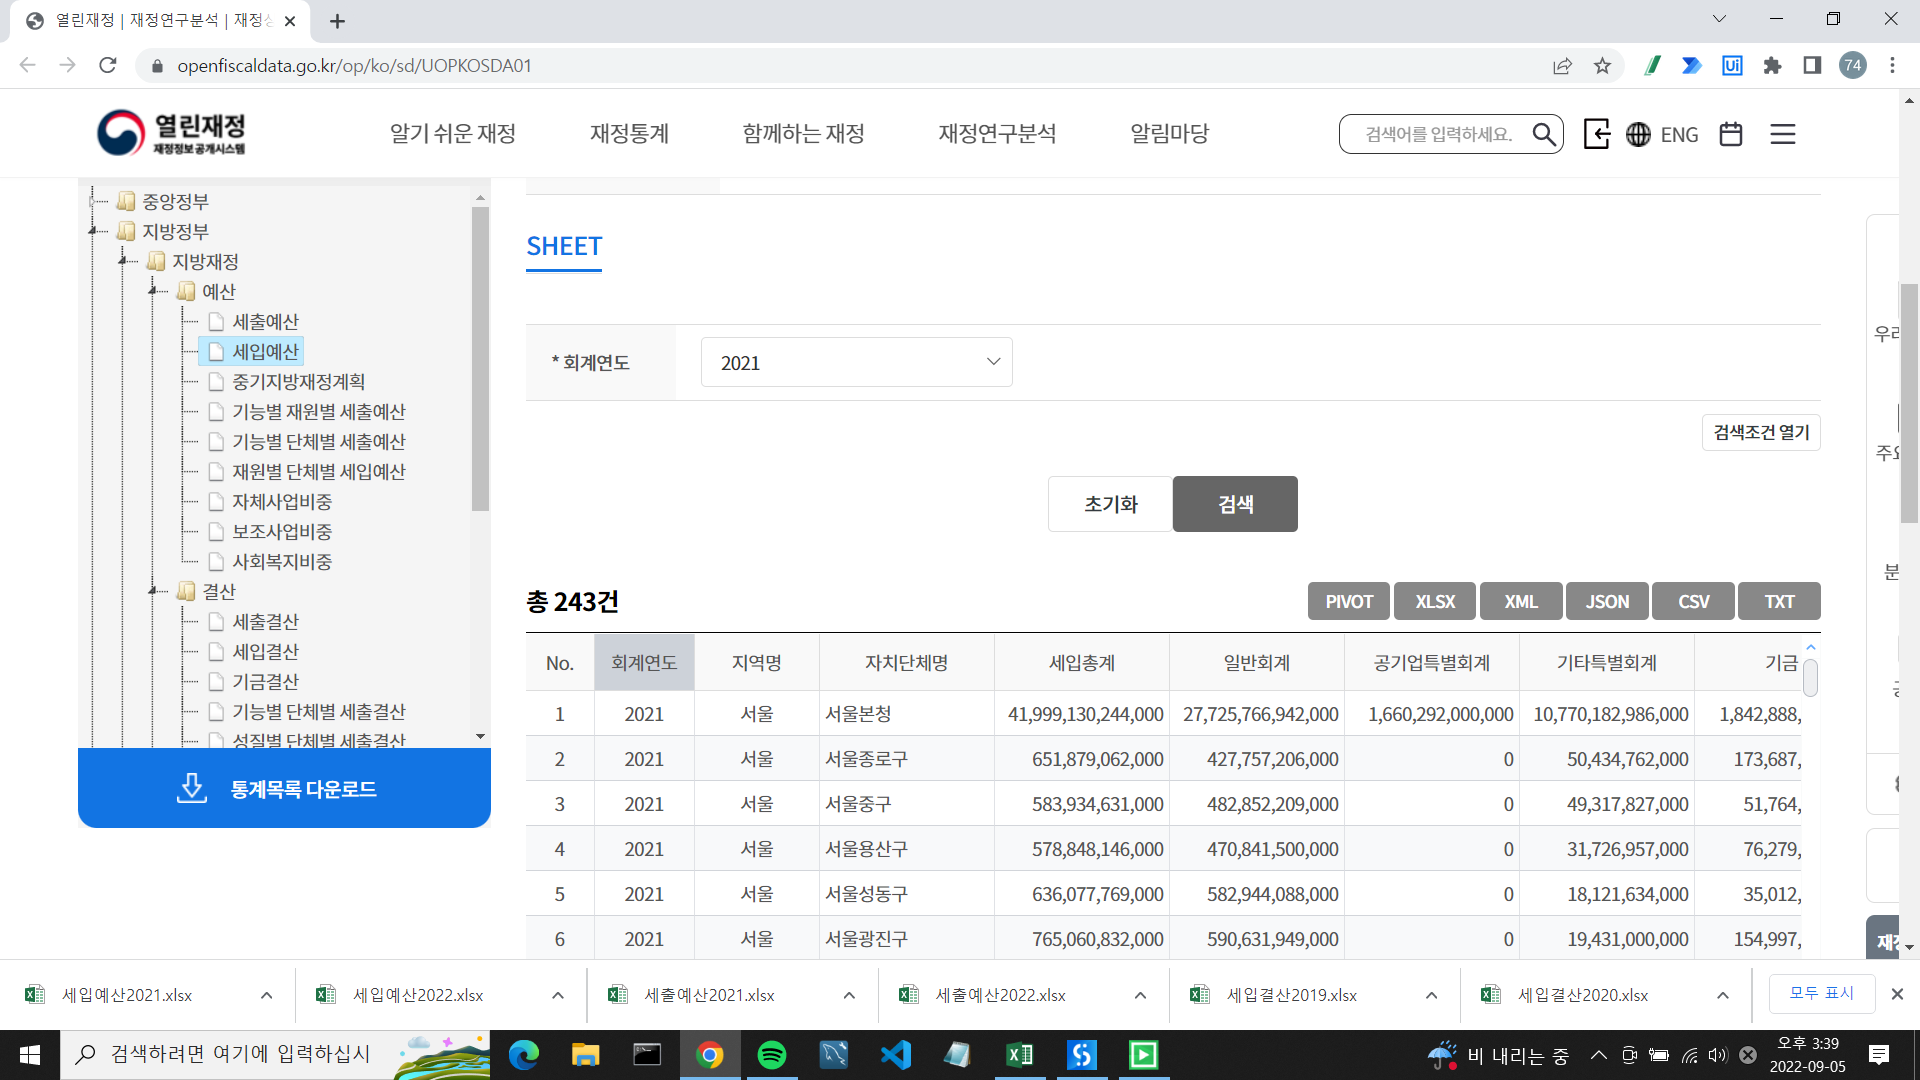 열린재정 | 재정연구분석 | 재정상
openfiscaldata.go.kr/op/ko/sd/UOPKOSDA01
74
열린재정
재정정보공개시스템
알기 쉬운 재정
재정통계
함께하는 재정
재정연구분석
알림마당
검색어를 입력하세요.
ENG
중앙정부
지방정부
지방재정
예산
세출예산
세입예산
중기지방재정계획
기능별 재원별 세출예산
기능별 단체별 세출예산
재원별 단체별 세입예산
자체사업비중
보조사업비중
사회복지비중
결산
세출결산
세입결산
기금결산
기능별 단체별 세출결산
성질별 단체별 세출결산
통계목록 다운로드
SHEET
* 회계연도
2021
검색조건 열기
초기화
검색
총 243건
PIVOT
XLSX
XML
JSON
CSV
TXT
No. 회계연도 지역명 자치단체명 세입총계 일반회계 공기업특별회계 기타특별회계 기금
1 2021 서울 서울본청 41,999,130,244,000 27,725,766,942,000 1,660,292,000,000 10,770,182,986,000 1,842,888,
2 2021 서울 서울종로구 651,879,062,000 427,757,206,000 0 50,434,762,000 173,687,
3 2021 서울 서울중구 583,934,631,000 482,852,209,000 0 49,317,827,000 51,764,
4 2021 서울 서울용산구 578,848,146,000 470,841,500,000 0 31,726,957,000 76,279,
5 2021 서울 서울성동구 636,077,769,000 582,944,088,000 0 18,121,634,000 35,012,
6 2021 서울 서울광진구 765,060,832,000 590,631,949,000 0 19,431,000,000 154,997,
우리
주요
분
재정
세입예산2021.xlsx
세입예산2022.xlsx
세출예산2021.xlsx
세출예산2022.xlsx
세입결산2019.xlsx
세입결산2020.xlsx
모두 표시
검색하려면 여기에 입력하십시
비 내리는 중
오후 3:39
2022-09-05